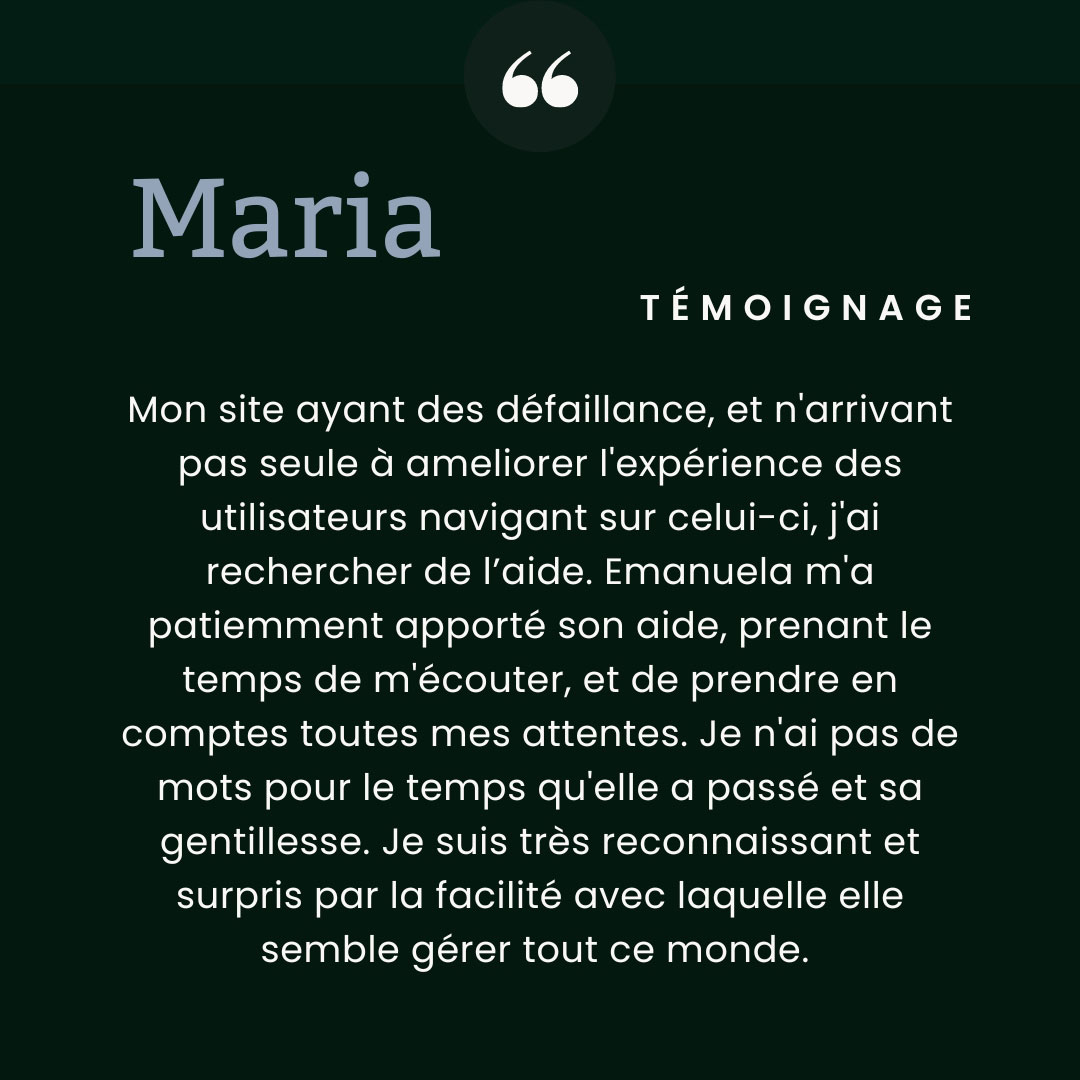 “
Maria
TÉMOIGNAGE
Mon site ayant des défaillance, et n'arrivant
pas seule à ameliorer l'expérience des
utilisateurs navigant sur celui-ci, j'ai
rechercher de l’aide. Emanuela m'a
patiemment apporté son aide, prenant le
temps de m'écouter, et de prendre en
comptes toutes mes attentes. Je n'ai pas de
mots pour le temps qu'elle a passé et sa
gentillesse. Je suis très reconnaissant et
surpris par la facilité avec laquelle elle
semble gérer tout ce monde.